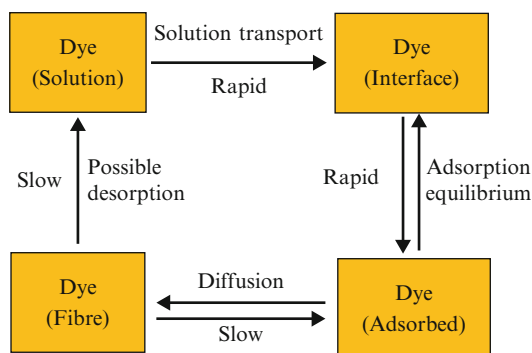 Dye
(Solution)
Solution transport
Rapid
Dye
(Interface)
Slow
Possible
desorption
Rapid
Adsorption
equilibrium
Dye
(Fibre)
Diffusion
Slow
Dye
(Adsorbed)